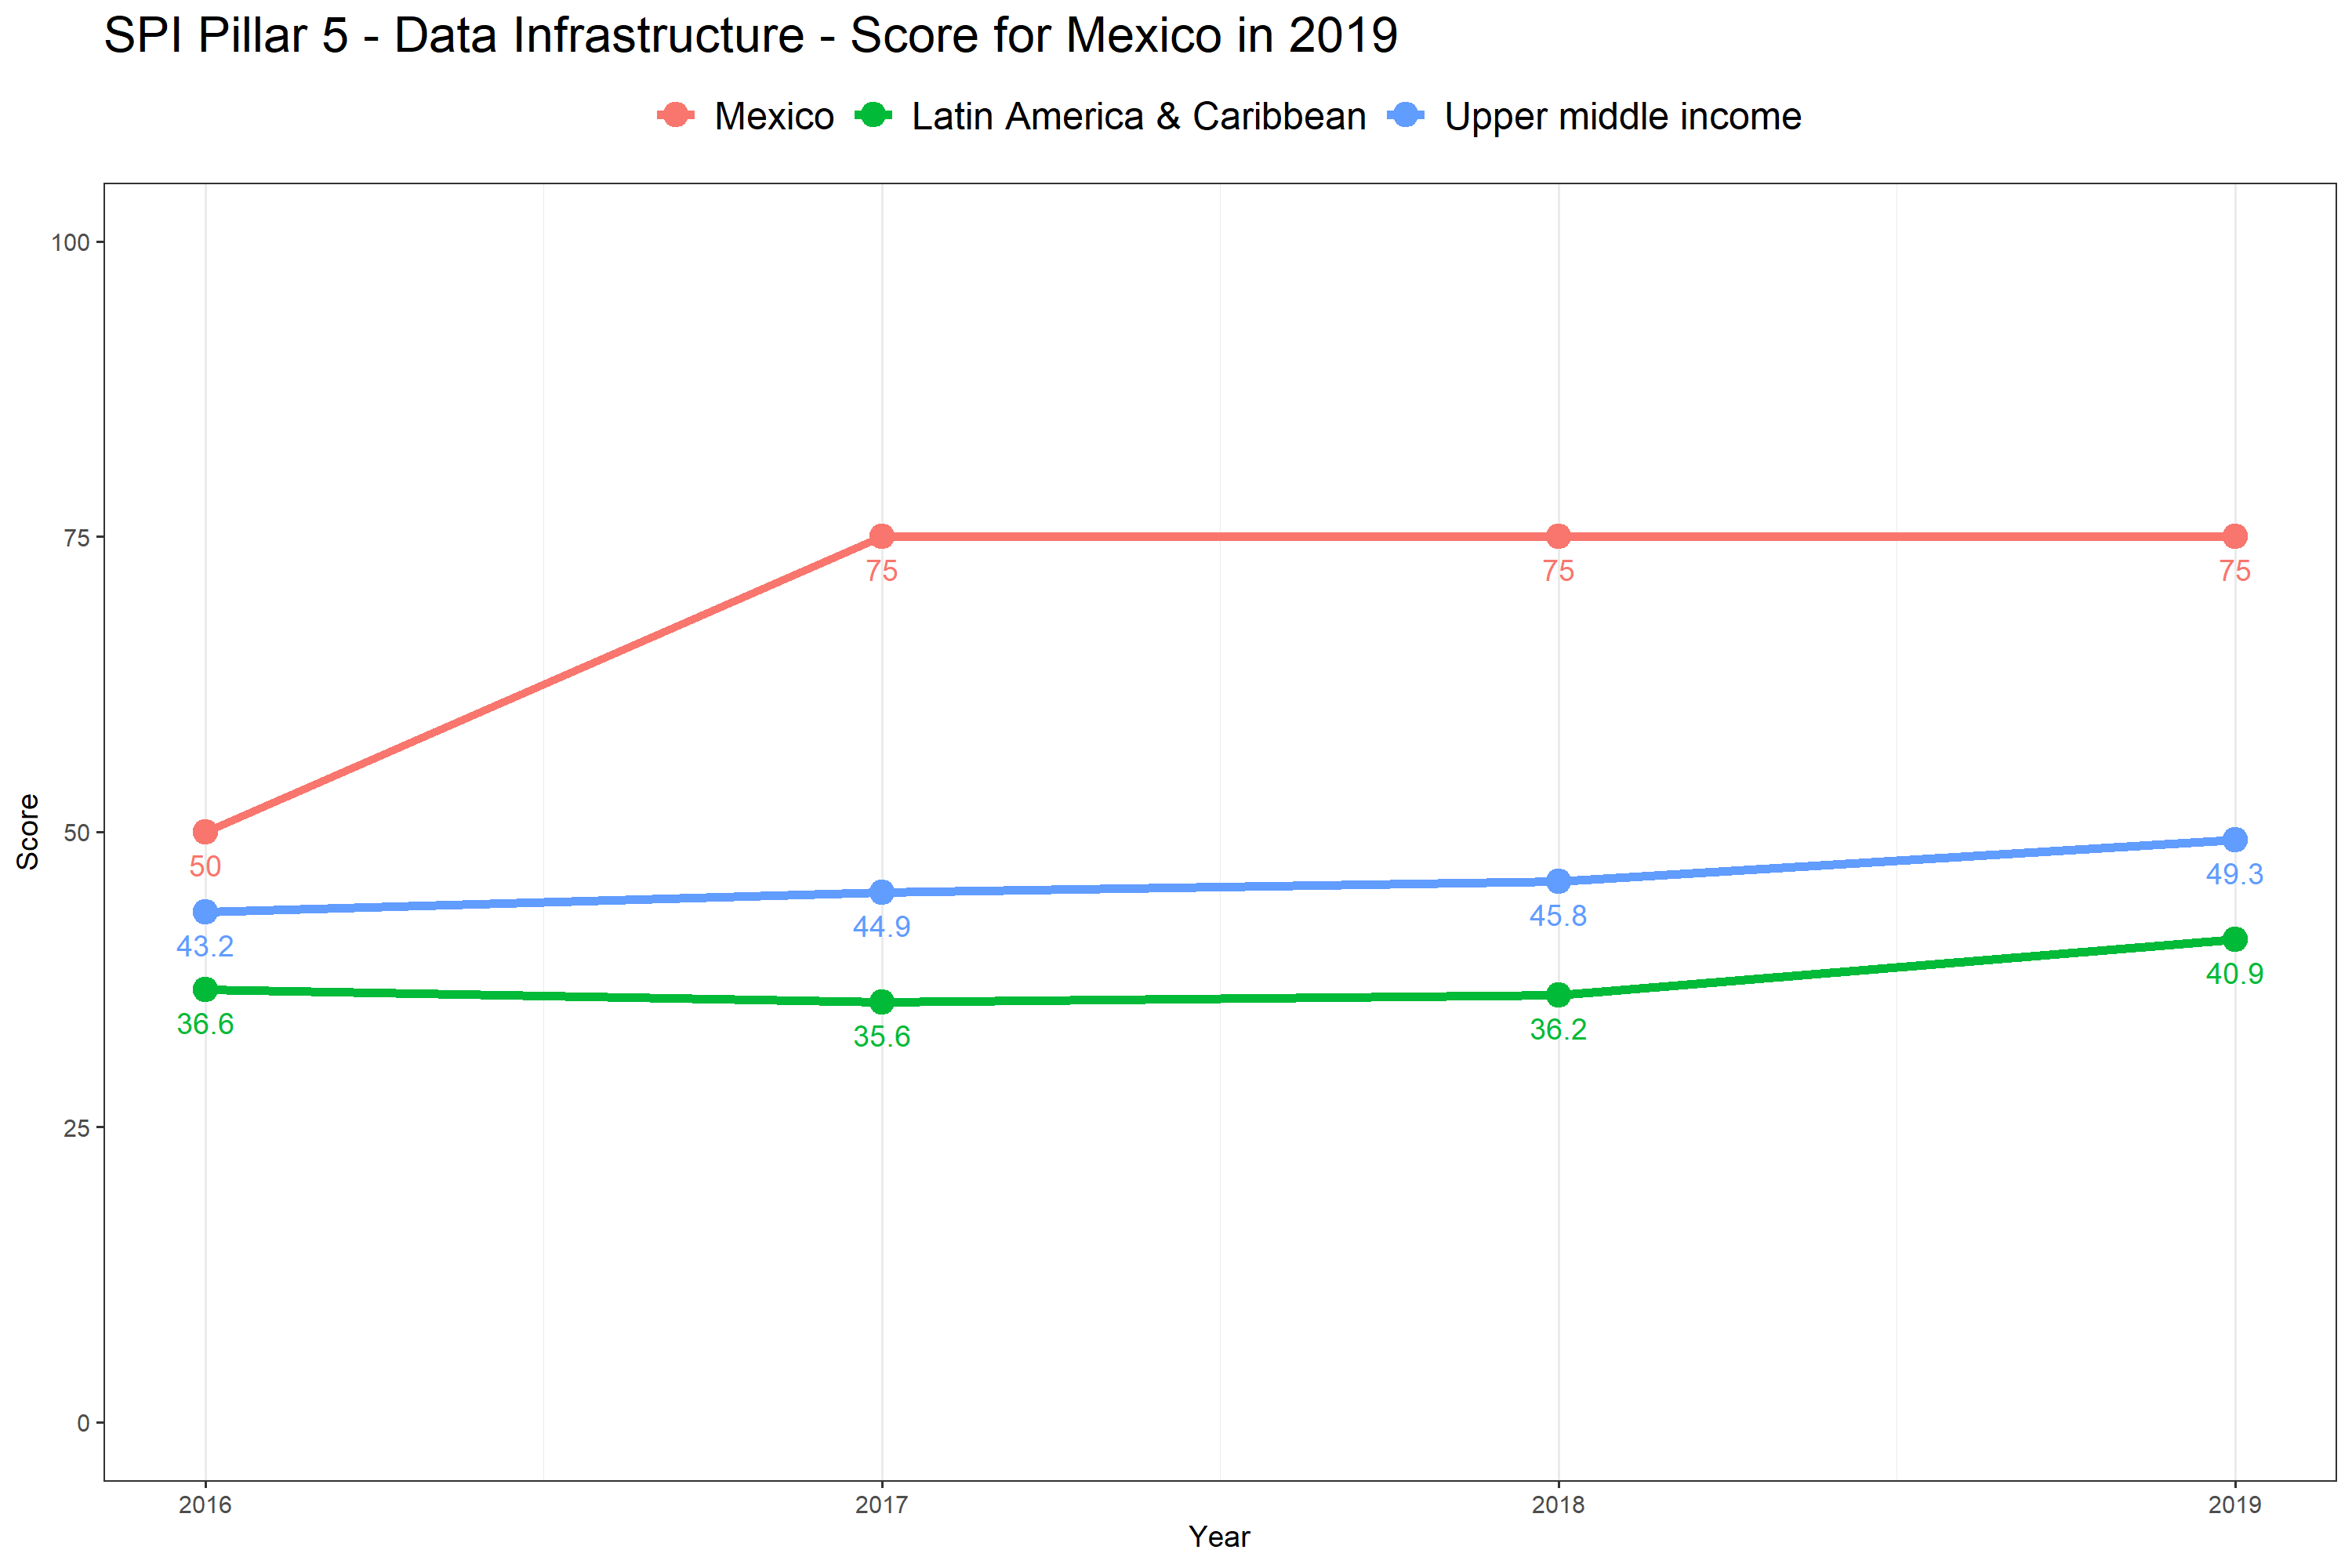 SPI Pillar 5 - Data Infrastructure - Score for Mexico in 2019
Mexico Latin America & Caribbean Upper middle income
100
75
50
25
0
Score
75 75 75
50
43.2 44.9 45.8 49.3
36.6 35.6 36.2 40.9
2016 2017 2018 2019
Year